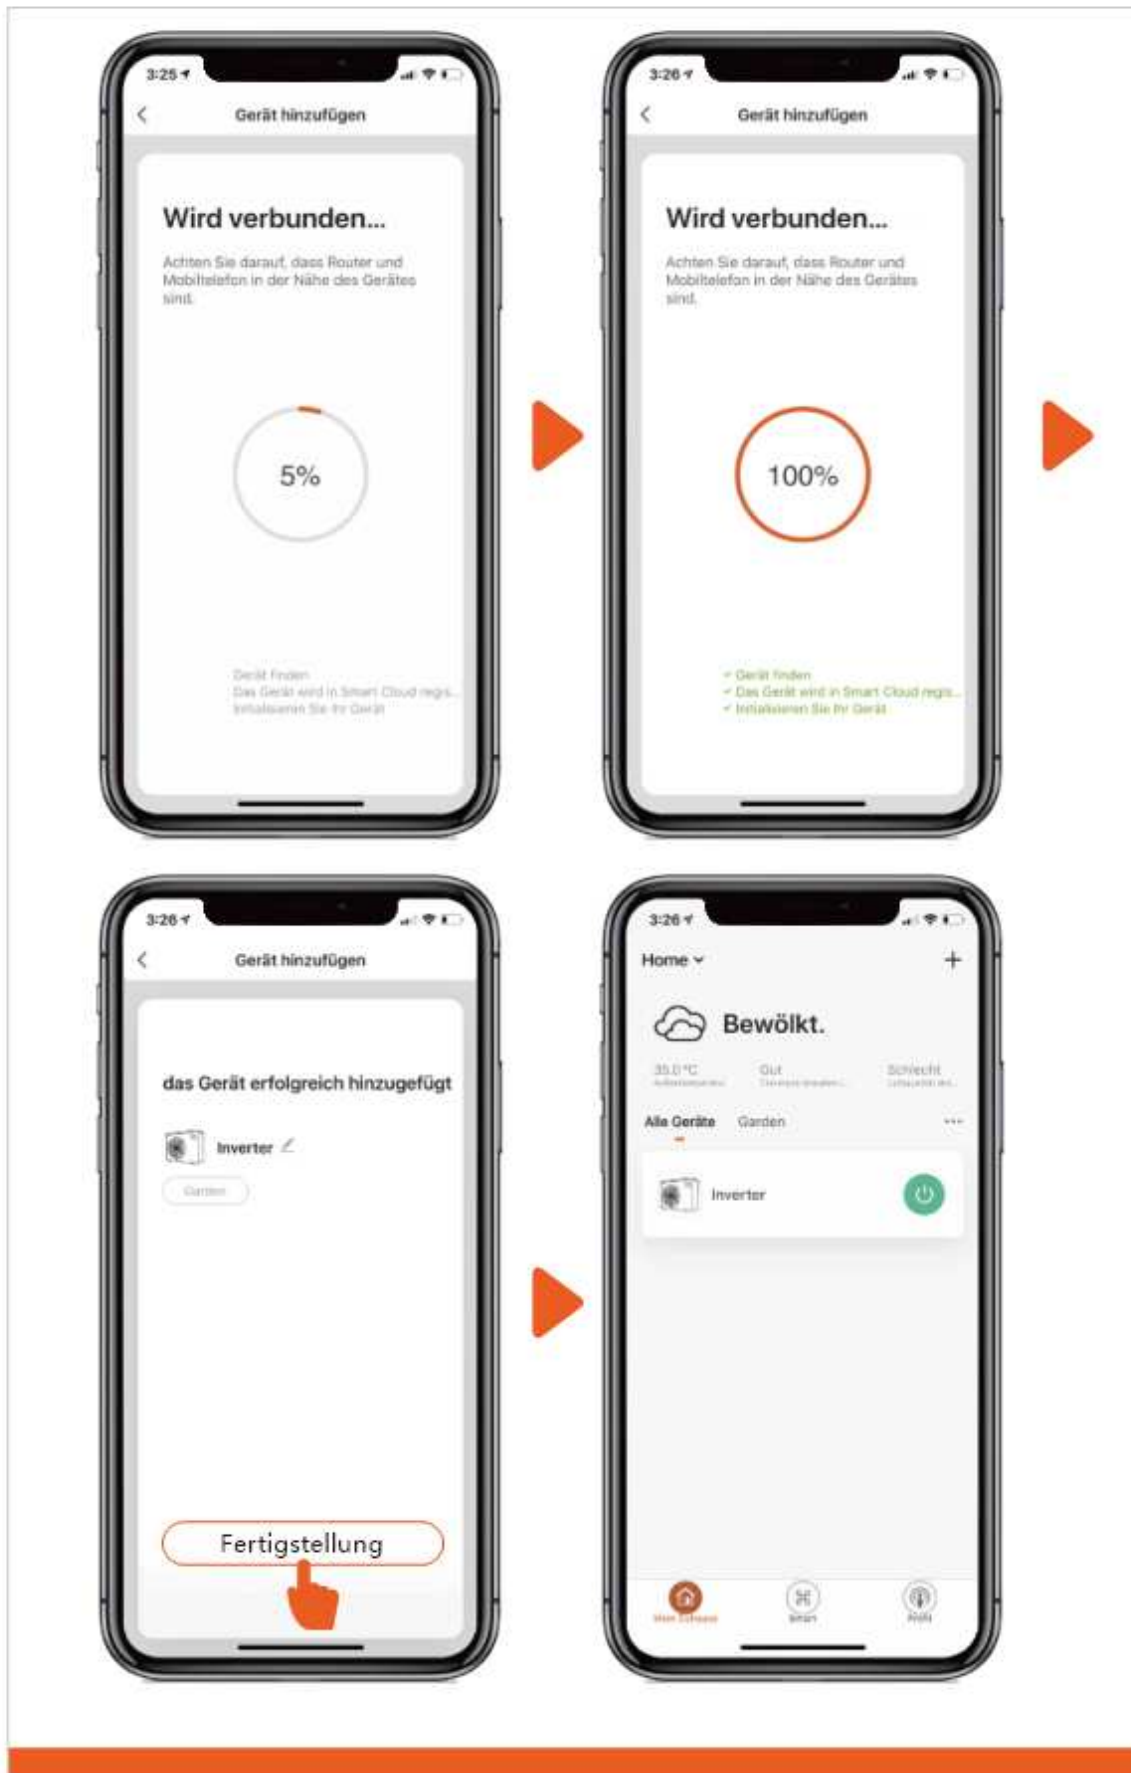 3:25
Gerät hinzufügen
Wird verbunden...
Achten Sie darauf, dass Router und
Mobiltelefon in der Nähe des Gerätes
sind.
5%
Gerät finden
Das Gerät wird in Smart Cloud regis...
Initialisieren Sie Ihr Gerät
3:26
Gerät hinzufügen
Wird verbunden...
Achten Sie darauf, dass Router und
Mobiltelefon in der Nähe des Gerätes
sind.
100%
Gerät finden
Das Gerät wird in Smart Cloud regis...
Initialisieren Sie Ihr Gerät
3:26
Gerät hinzufügen
das Gerät erfolgreich hinzugefügt
Inverter
Garden
Fertigstellung
3:26
Home
Bewölkt.
35.0°C Gut Schlecht
Alle Geräte Garden
Inverter
Mein Zuhause Smart Profil